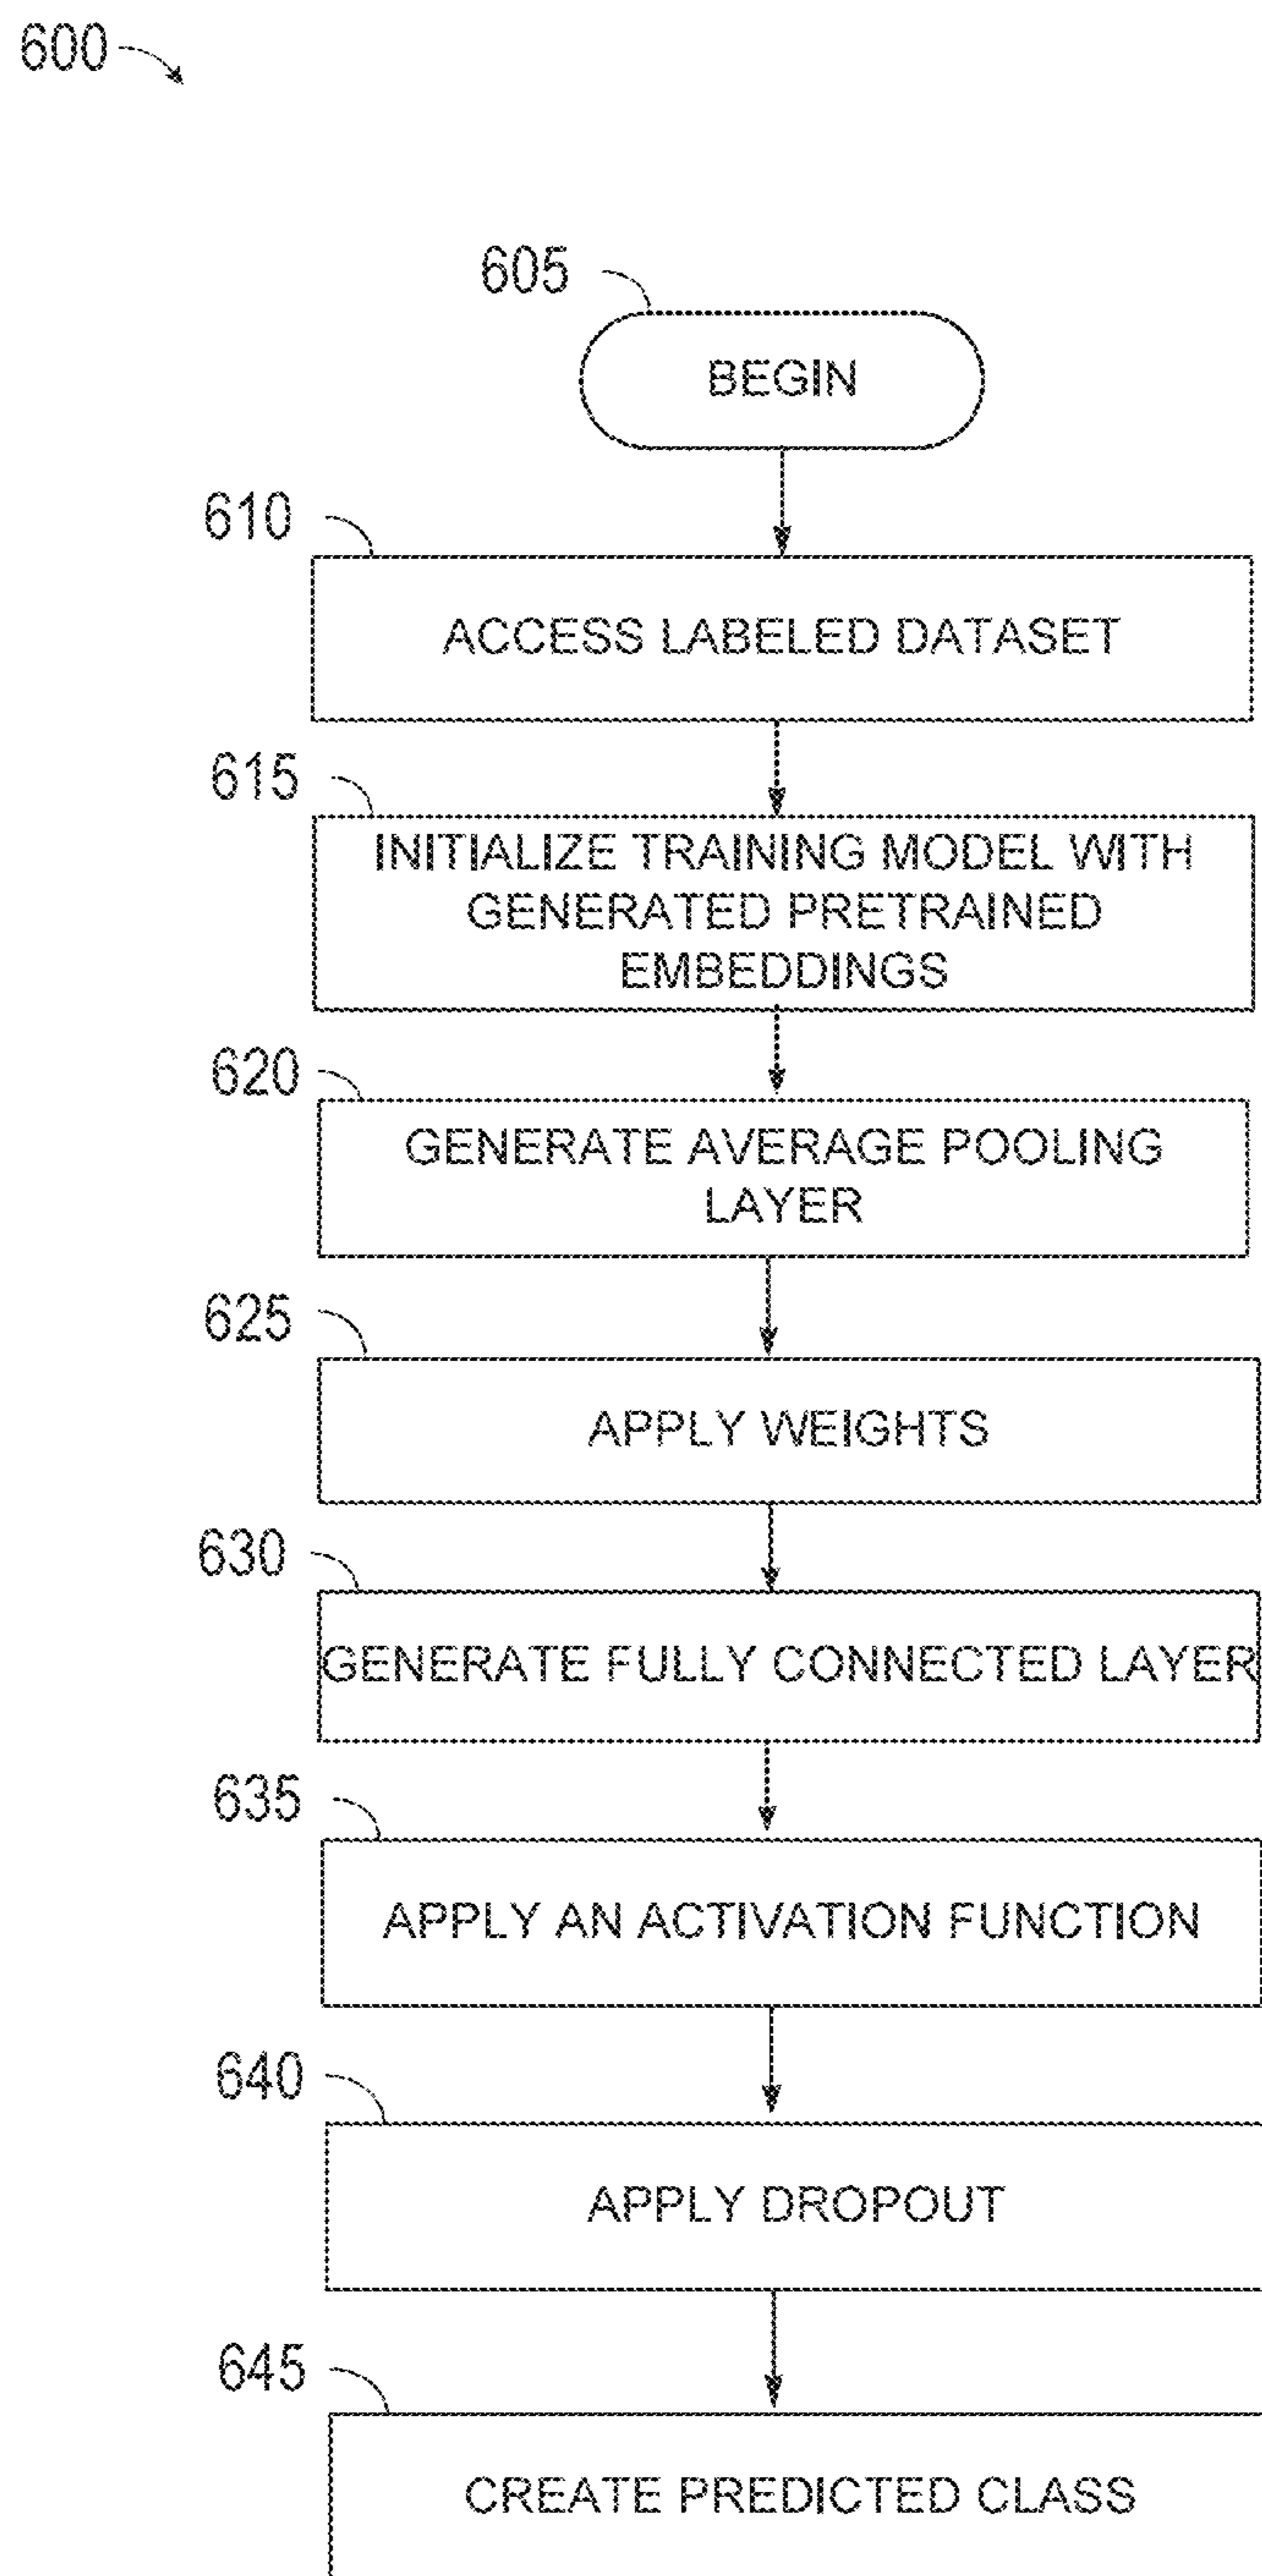 600
605
BEGIN
610
ACCESS LABELED DATASET
615
INITIALIZE TRAINING MODEL WITH
GENERATED PRETRAINED
EMBEDDINGS
620
GENERATE AVERAGE POOLING
LAYER
625
APPLY WEIGHTS
630
GENERATE FULLY CONNECTED LAYER
635
APPLY AN ACTIVATION FUNCTION
640
APPLY DROPOUT
645
CREATE PREDICTED CLASS